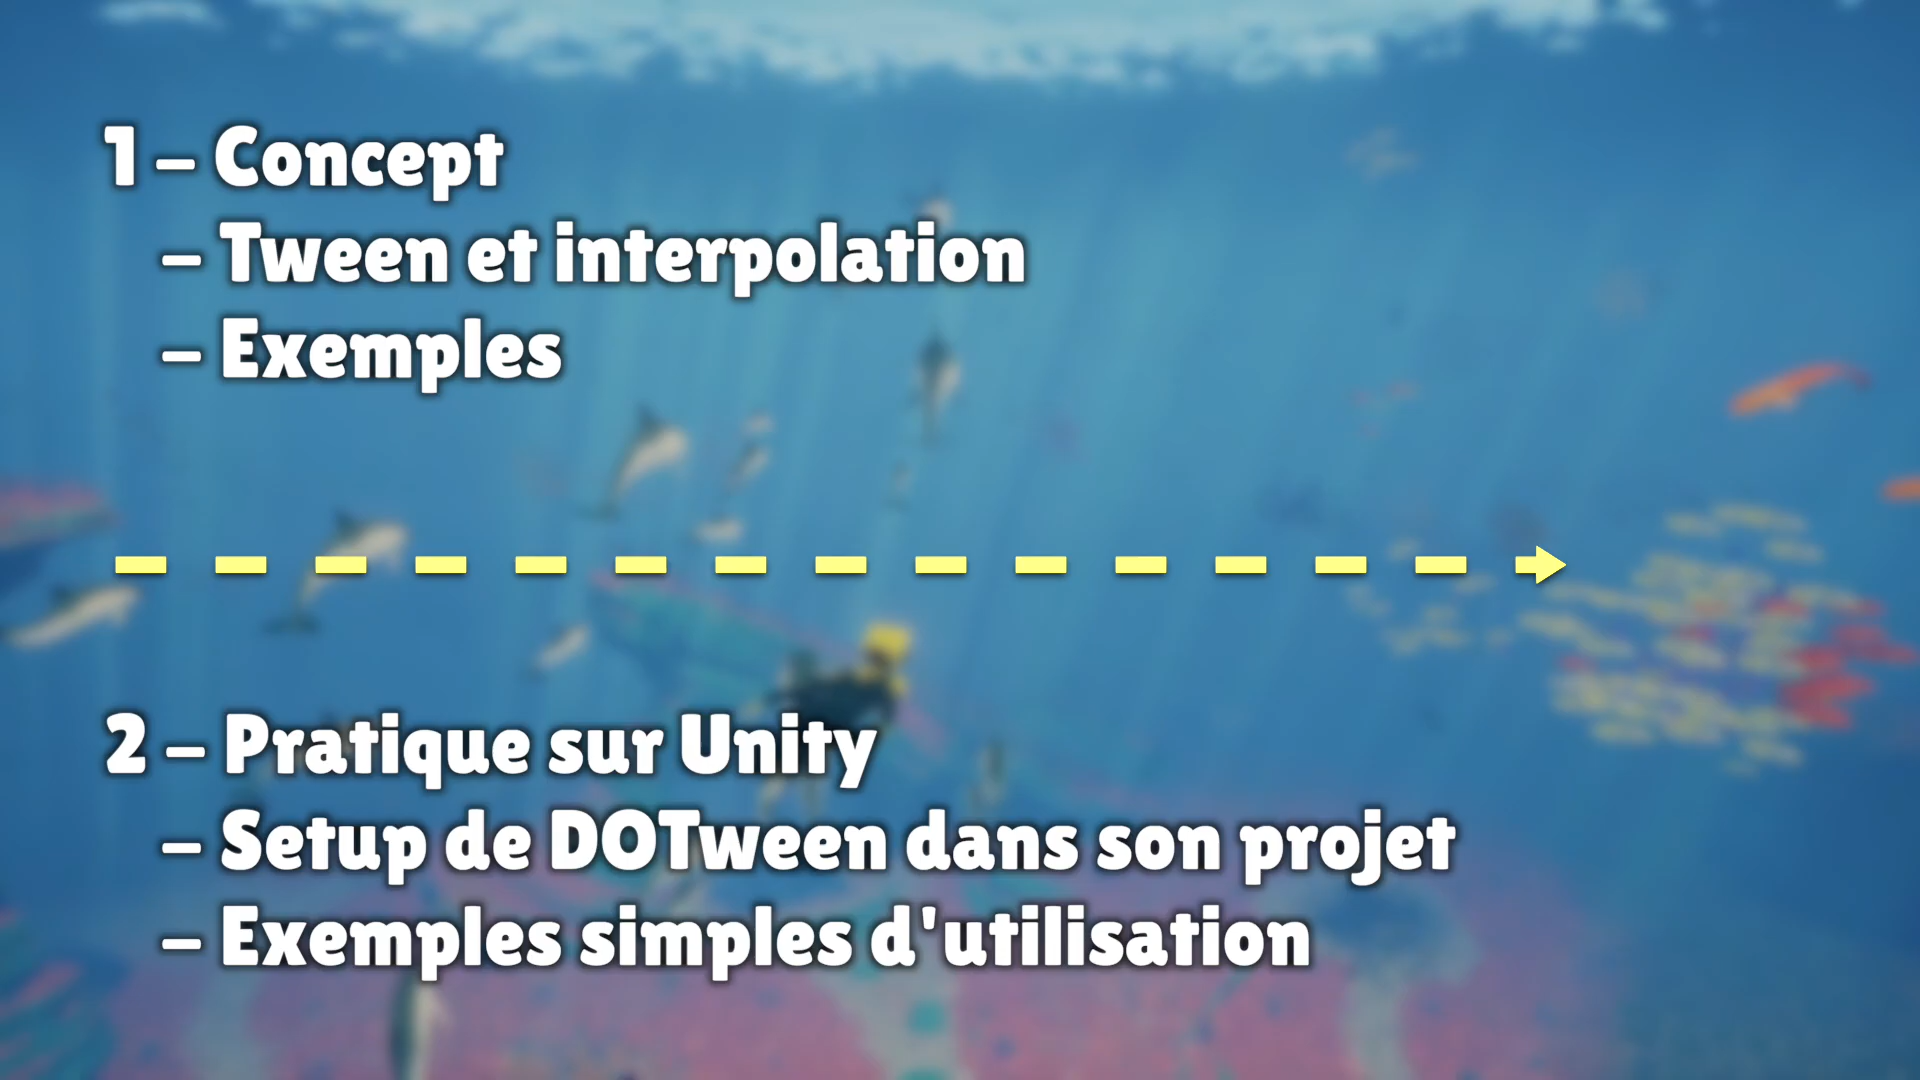 1 – Concept
– Tween et interpolation
– Exemples
2 – Pratique sur Unity
– Setup de DOTween dans son projet
– Exemples simples d'utilisation